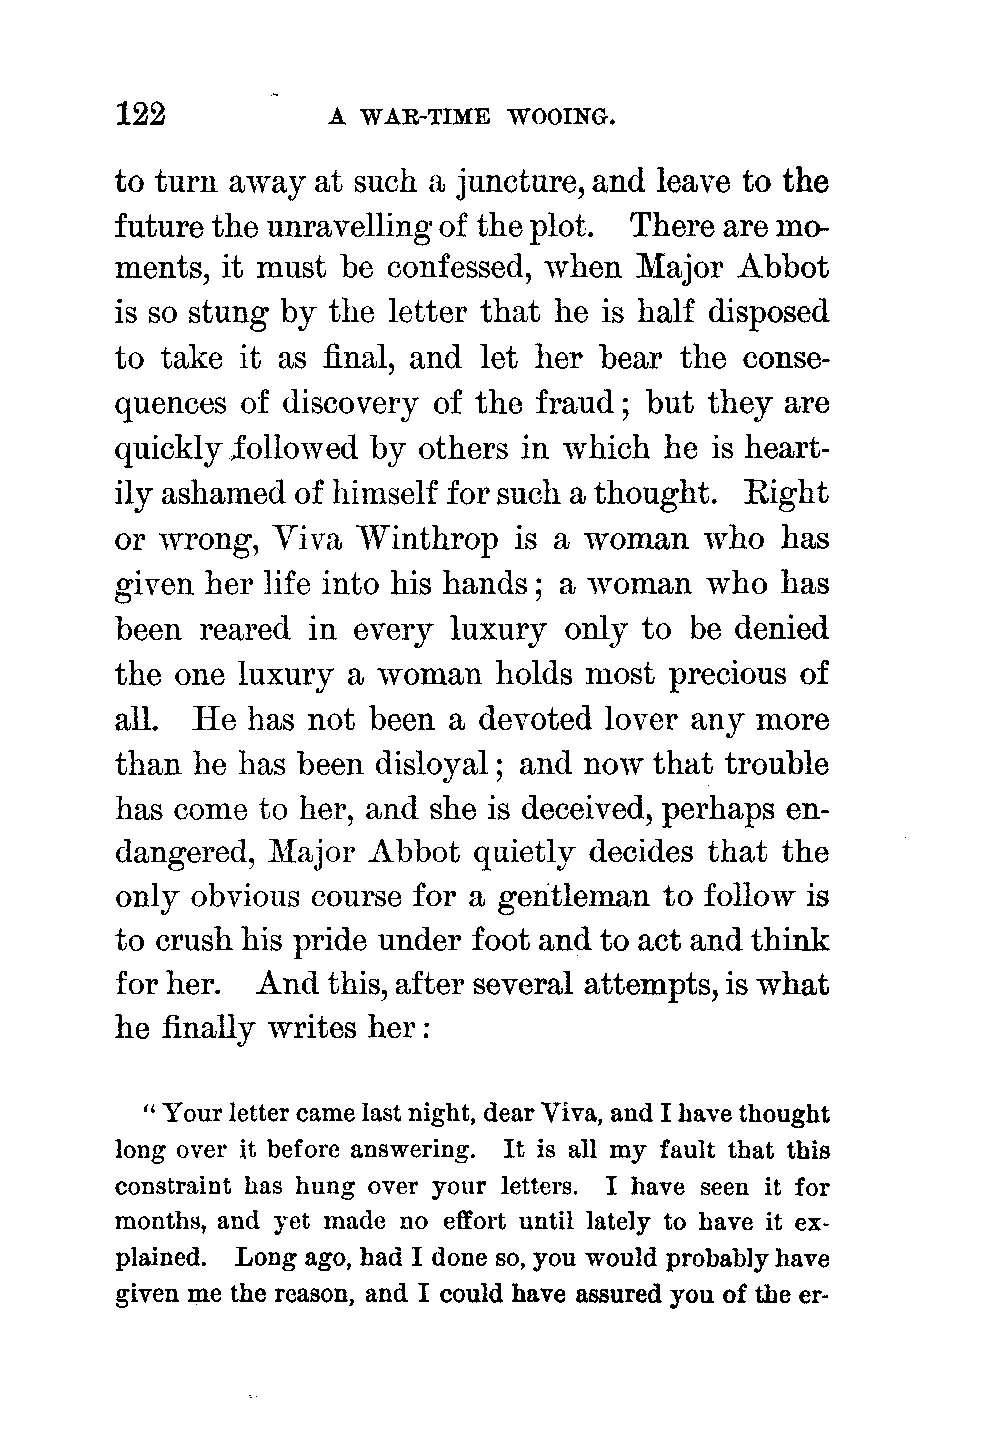 122 A WAR-TIME WOOING.
to turn away at such a juncture, and leave to the
future the unravelling of the plot. There are mo-
ments, it must be confessed, when Major Abbot
is so stung by the letter that he is half disposed
to take it as final, and let her bear the conse-
quences of discovery of the fraud; but they are
quickly followed by others in which he is heart-
ily ashamed of himself for such a thought. Right
or wrong, Viva Winthrop is a woman who has
given her life into his hands; a woman who has
been reared in every luxury only to be denied
the one luxury a woman holds most precious of
all. He has not been a devoted lover any more
than he has been disloyal; and now that trouble
has come to her, and she is deceived, perhaps en-
dangered, Major Abbot quietly decides that the
only obvious course for a gentleman to follow is
to crush his pride under foot and to act and think
for her. And this, after several attempts, is what
he finally writes her:
“Your letter came last night, dear Viva, and I have thought
long over it before answering. It is all my fault that this
constraint has hung over your letters. I have seen it for
months, and yet made no effort until lately to have it ex-
plained. Long ago, had I done so, you would probably have
given me the reason, and I could have assured you of the er-